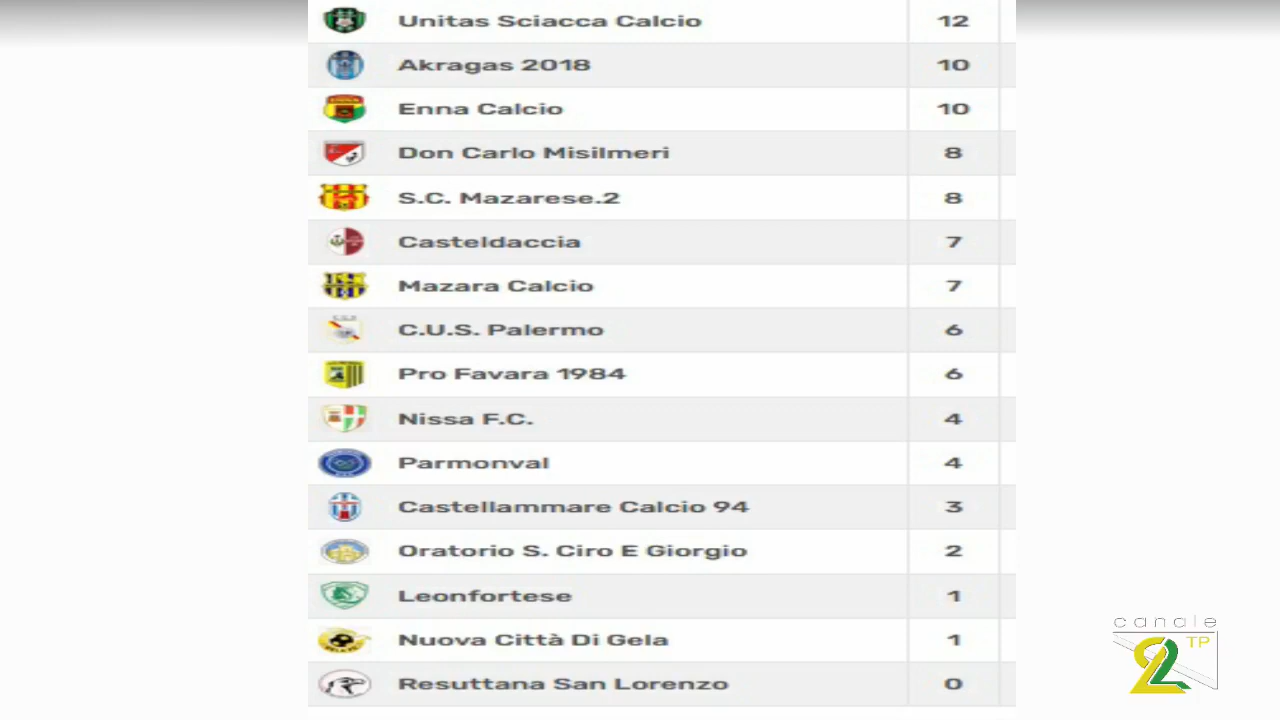 Unitas Sciacca Calcio 12
Akragas 2018 10
Enna Calcio 10
Don Carlo Misilmeri 8
S.C. Mazarese.2 8
Casteldaccia 7
Mazara Calcio 7
C.U.S. Palermo 6
Pro Favara 1984 6
Nissa F.C. 4
Parmonval 4
Castellammare Calcio 94 3
Oratorio S. Ciro E Giorgio 2
Leonfortese 1
Nuova Città Di Gela 1
Resuttana San Lorenzo 0
canale
TP
22